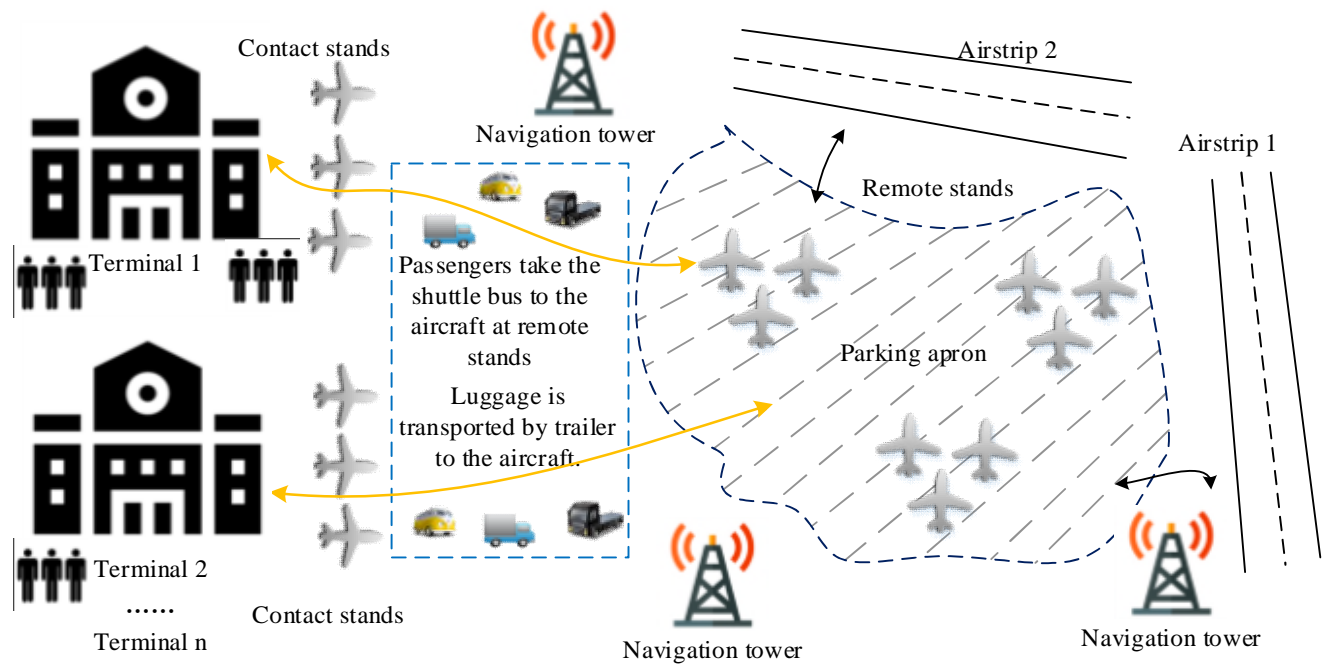 Contact stands
Navigation tower
Airstrip 2
Airstrip 1
Remote stands
Terminal 1
Passengers take the
shuttle bus to the
aircraft at remote
stands
Luggage is
transported by trailer
to the aircraft.
Parking apron
Terminal 2
......
Terminal n
Contact stands
Navigation tower
Navigation tower